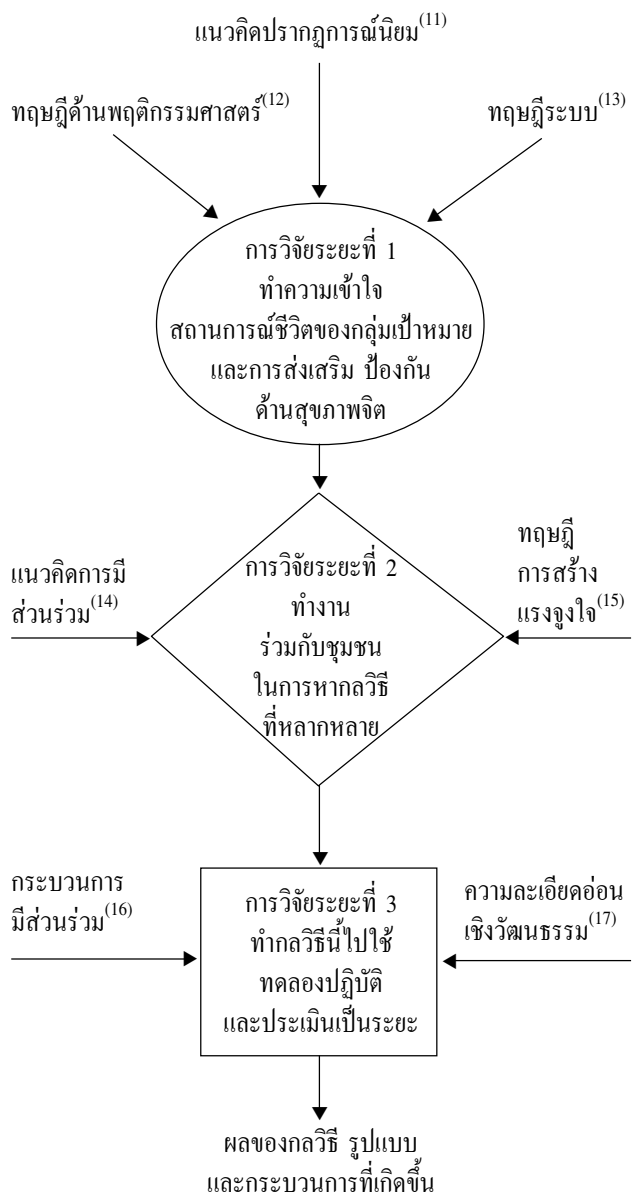 แนวคิดปรากฏการณ์นิยม(11)
ทฤษฎีด้านพฤติกรรมศาสตร์(12)
ทฤษฎีระบบ(13)
การวิจัยระยะที่ 1
ทำความเข้าใจ
สถานการณ์ชีวิตของกลุ่มเป้าหมาย
และการส่งเสริม ป้องกัน
ด้านสุขภาพจิต
แนวคิดการมี
ส่วนร่วม(14)
การวิจัยระยะที่ 2
ทำงาน
ร่วมกับชุมชน
ในการหากลวิธี
ที่หลากหลาย
ทฤษฎี
การสร้าง
แรงจูงใจ(15)
กระบวนการ
มีส่วนร่วม(16)
การวิจัยระยะที่ 3
ทำกลวิธีนี้ไปใช้
ทดลองปฏิบัติ
และประเมินเป็นระยะ
ความละเอียดอ่อน
เชิงวัฒนธรรม(17)
ผลของกลวิธี รูปแบบ
และกระบวนการที่เกิดขึ้น